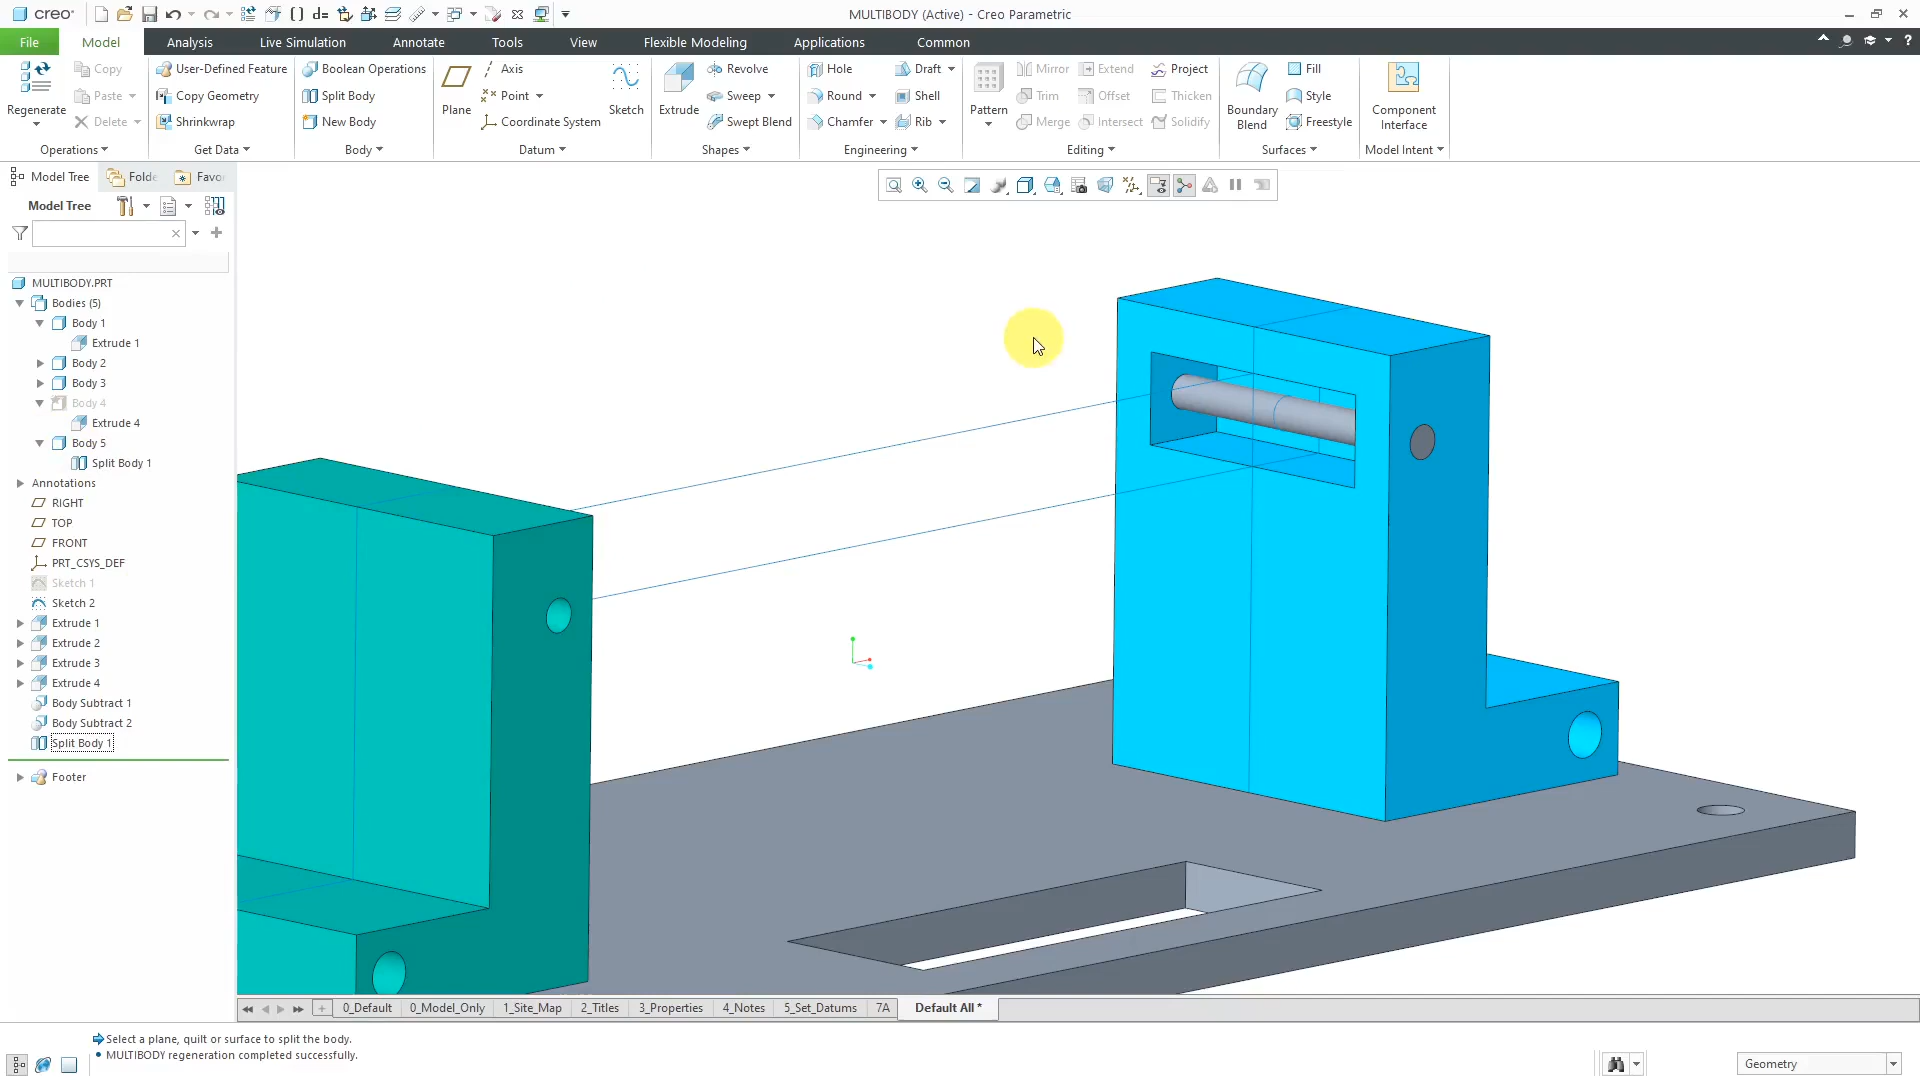 creo MULTIBODY (Active) - Creo Parametric
File Model Analysis Live Simulation Annotate Tools View Flexible Modeling Applications Common
Regenerate
Copy
Paste
Delete
Operations
User-Defined Feature
Copy Geometry
Shrinkwrap
Get Data
Boolean Operations
Split Body
New Body
Body
Plane
Axis
Point
Coordinate System
Sketch
Datum
Extrude
Revolve
Sweep
Swept Blend
Shapes
Hole
Round
Chamfer
Draft
Shell
Rib
Engineering
Pattern
Mirror
Trim
Merge
Extend
Offset
Intersect
Project
Thicken
Solidify
Editing
Boundary
Blend
Fill
Style
Freestyle
Surfaces
Component
Interface
Model Intent
Model Tree Folde Favo
Model Tree
MULTIBODY.PRT
Bodies (5)
Body 1
Extrude 1
Body 2
Body 3
Body 4
Extrude 4
Body 5
Split Body 1
Annotations
RIGHT
TOP
FRONT
PRT_CSYS_DEF
Sketch 1
Sketch 2
Extrude 1
Extrude 2
Extrude 3
Extrude 4
Body Subtract 1
Body Subtract 2
Split Body 1
Footer
0_Default 0_Model_Only 1_Site_Map 2_Titles 3_Properties 4_Notes 5_Set_Datums 7A Default All *
Select a plane, quilt or surface to split the body.
MULTIBODY regeneration completed successfully.
Geometry